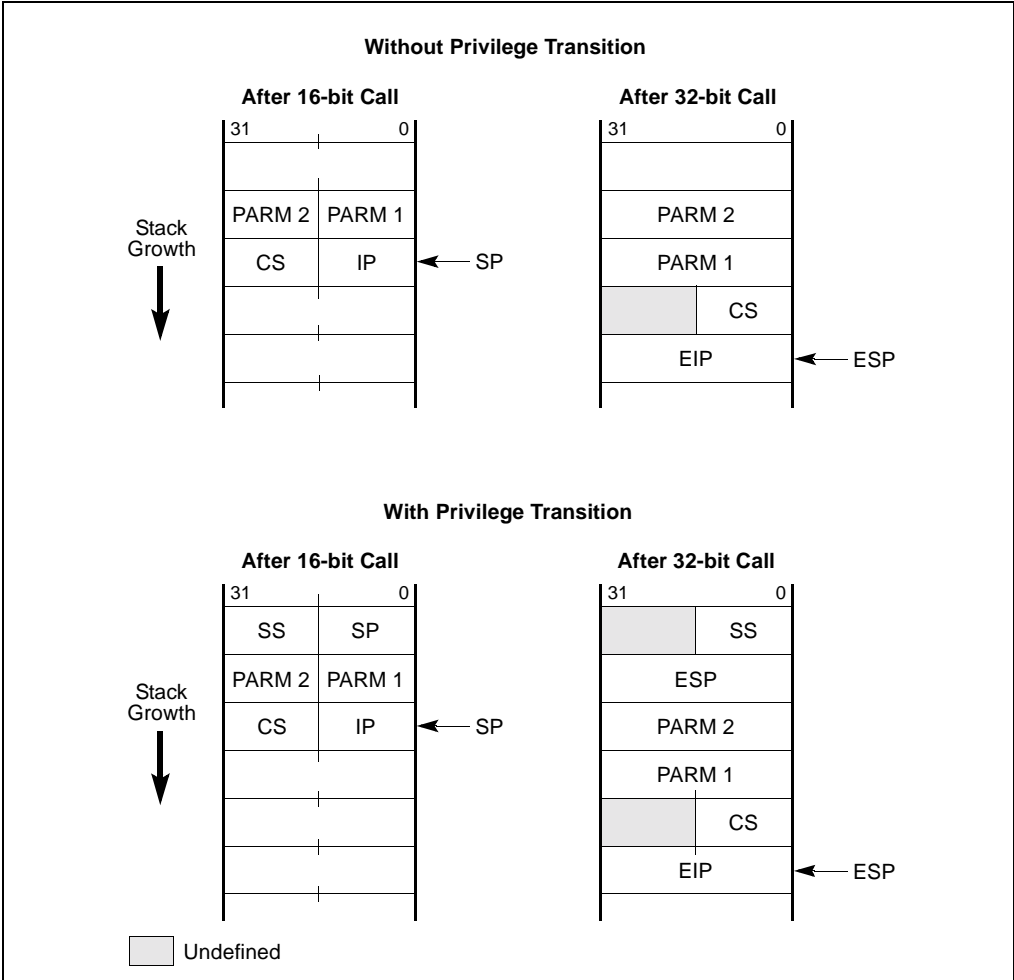 Without Privilege Transition
After 16-bit Call
After 32-bit Call
31 0
31 0
PARM 2 PARM 1
PARM 2
Stack
Growth
CS IP
SP
PARM 1
CS
EIP
ESP
With Privilege Transition
After 16-bit Call
After 32-bit Call
31 0
31 0
SS SP
SS
PARM 2 PARM 1
ESP
Stack
Growth
CS IP
SP
PARM 2
PARM 1
CS
EIP
ESP
Undefined